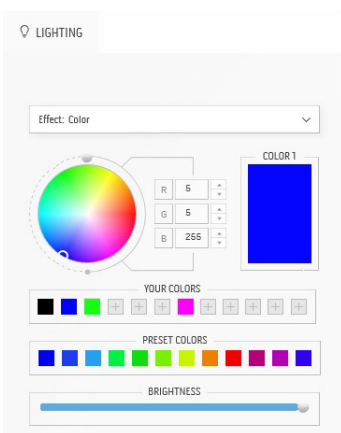 LIGHTING
Effect: Color
COLOR 1
R 5
G 5
B 255
YOUR COLORS
PRESET COLORS
BRIGHTNESS